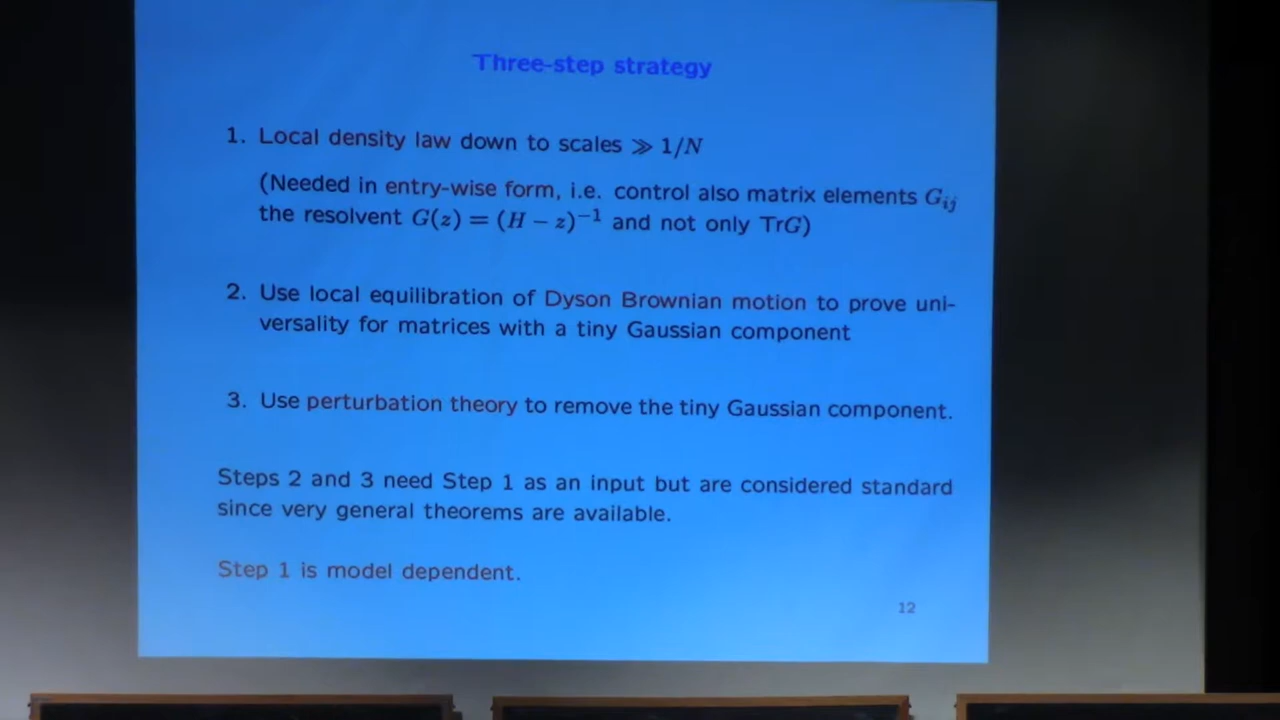 Three-step strategy
1. Local density law down to scales ≫ 1/N
(Needed in entry-wise form, i.e. control also matrix elements G_{ij}
the resolvent G(z) = (H − z)^{−1} and not only TrG)
2. Use local equilibration of Dyson Brownian motion to prove uni-
versality for matrices with a tiny Gaussian component
3. Use perturbation theory to remove the tiny Gaussian component.
Steps 2 and 3 need Step 1 as an input but are considered standard
since very general theorems are available.
Step 1 is model dependent.
12